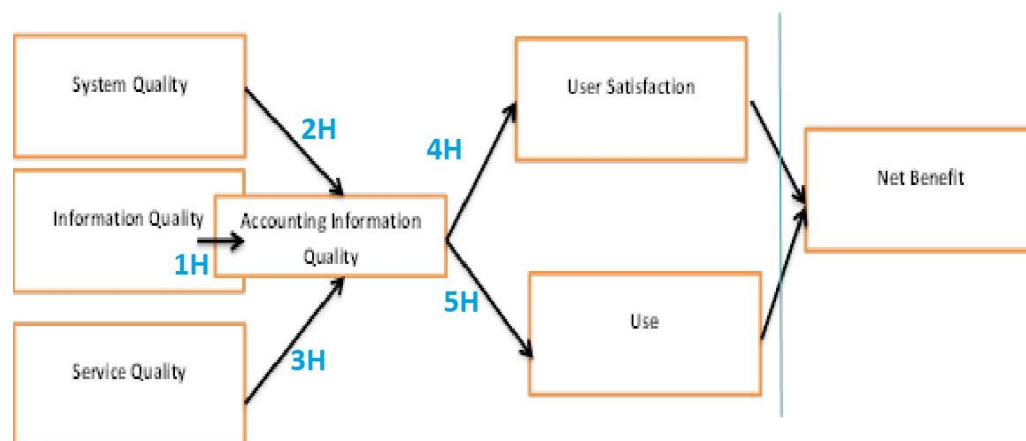 System Quality
2H
Information Quality
1H
Accounting Information
Quality
Service Quality
3H
4H
5H
User Satisfaction
Use
Net Benefit